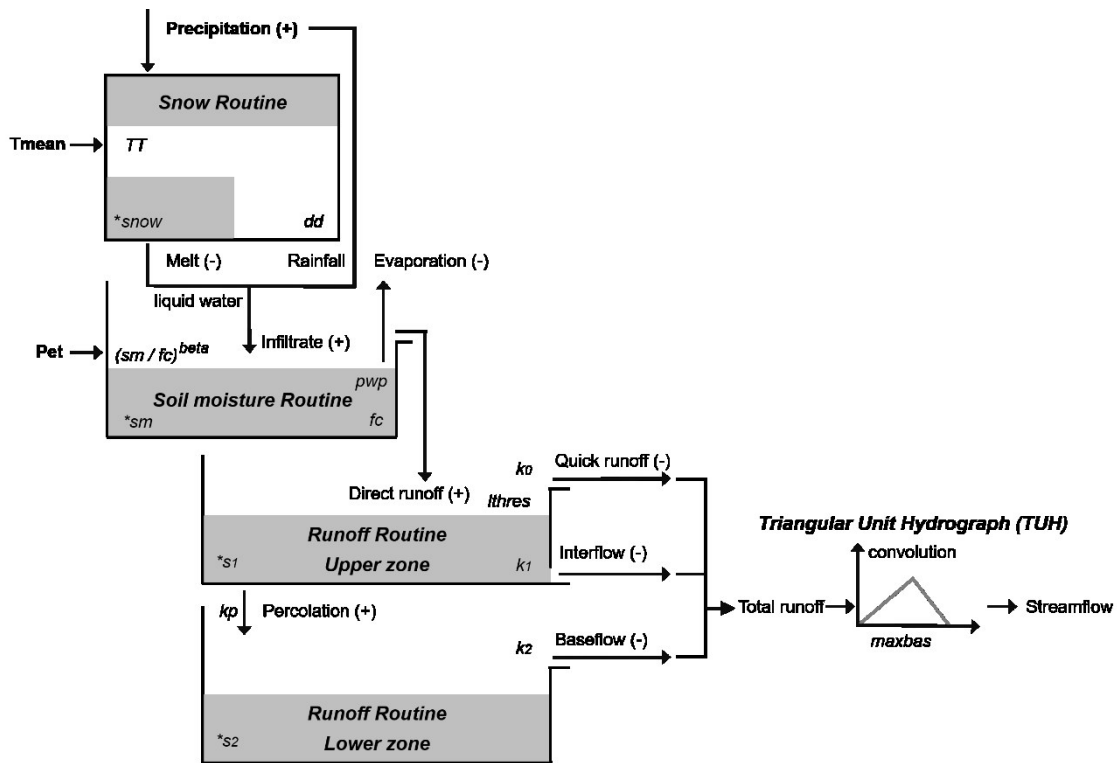 Precipitation (+)
Snow Routine
Tmean
TT
*snow
dd
Melt (-)
Rainfall
Evaporation (-)
liquid water
Pet
(sm / fc)^beta
Infiltrate (+)
pwp
Soil moisture Routine
*sm
fc
k0
Quick runoff (-)
Direct runoff (+)
lthres
Runoff Routine
Upper zone
*s1
k1
Interflow (-)
Triangular Unit Hydrograph (TUH)
convolution
Total runoff
Streamflow
maxbas
kp
Percolation (+)
k2
Baseflow (-)
Runoff Routine
Lower zone
*s2